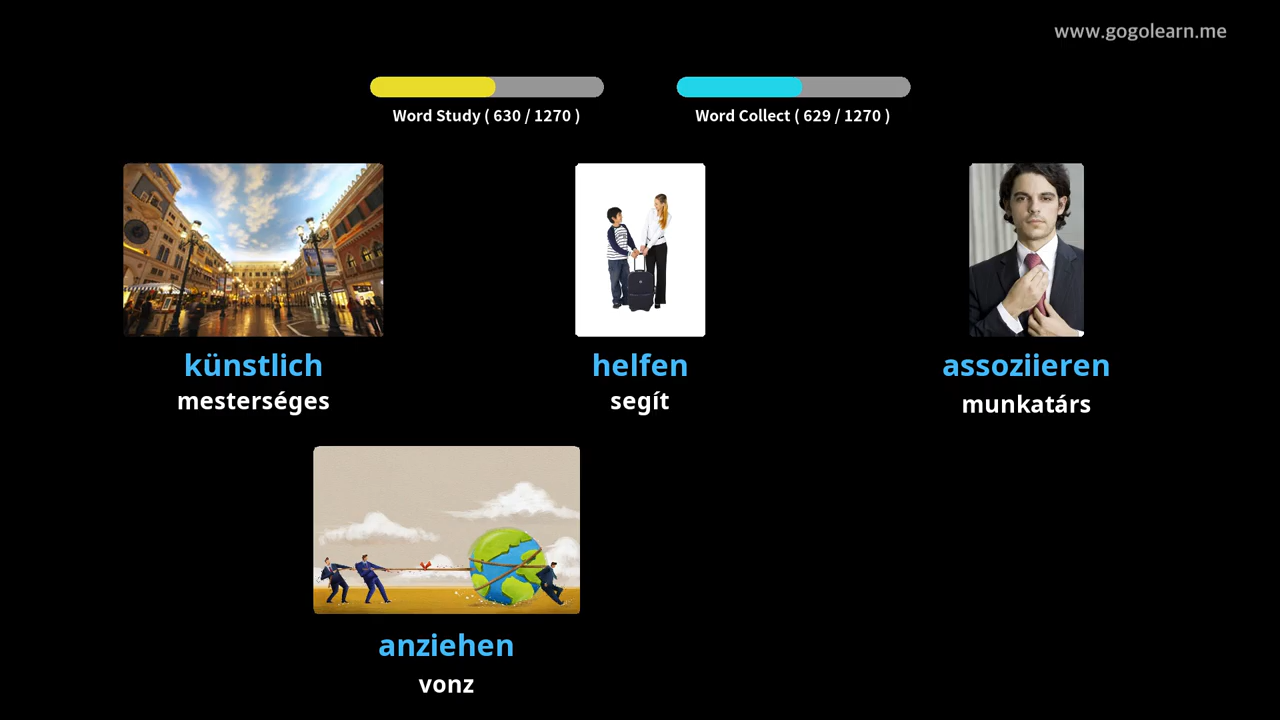 www.gogolearn.me
Word Study ( 630 / 1270 )
Word Collect ( 629 / 1270 )
künstlich
mesterséges
helfen
segít
assoziieren
munkatárs
anziehen
vonz